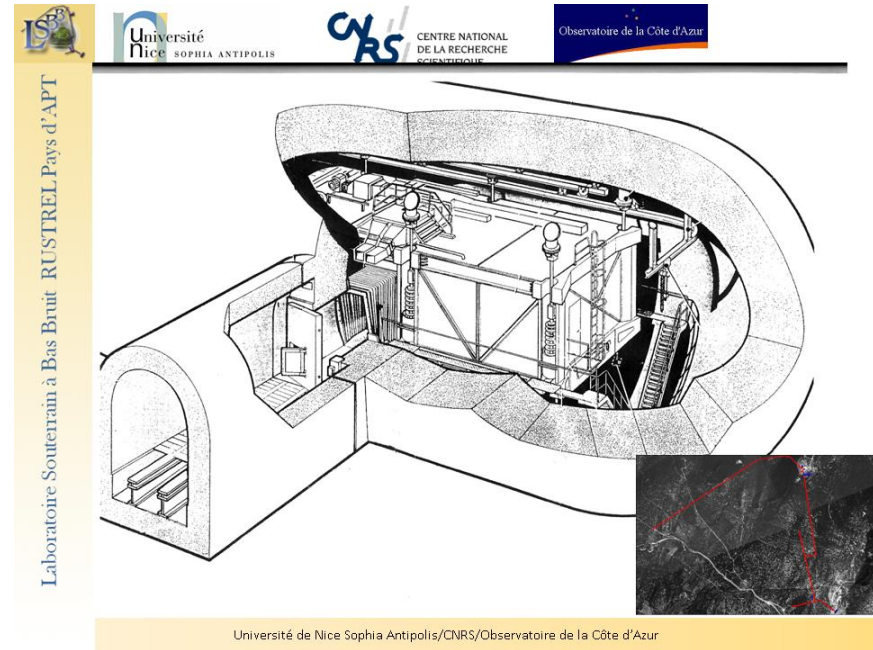 LSBB
Université
Nice SOPHIA ANTIPOLIS
CNRS
CENTRE NATIONAL
DE LA RECHERCHE
SCIENTIFIQUE
Observatoire de la Côte d'Azur
Laboratoire Souterrain à Bas Bruit RUSTREL Pays d'APT
Université de Nice Sophia Antipolis/CNRS/Observatoire de la Côte d'Azur